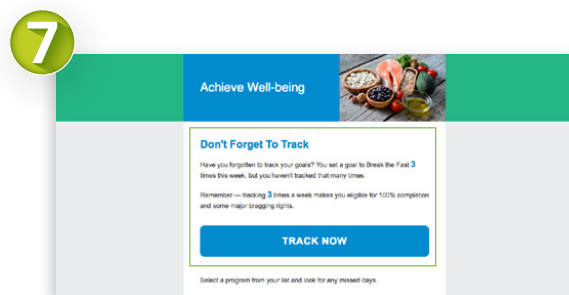 7
Achieve Well-being
Don't Forget To Track
Have you forgotten to track your goals? You set a goal to Break the Fast 3
times this week, but you haven't tracked that many times.
Remember — tracking 3 times a week makes you eligible for 100% completion
and some major bragging rights.
TRACK NOW
Select a program from your list and look for any missed days.